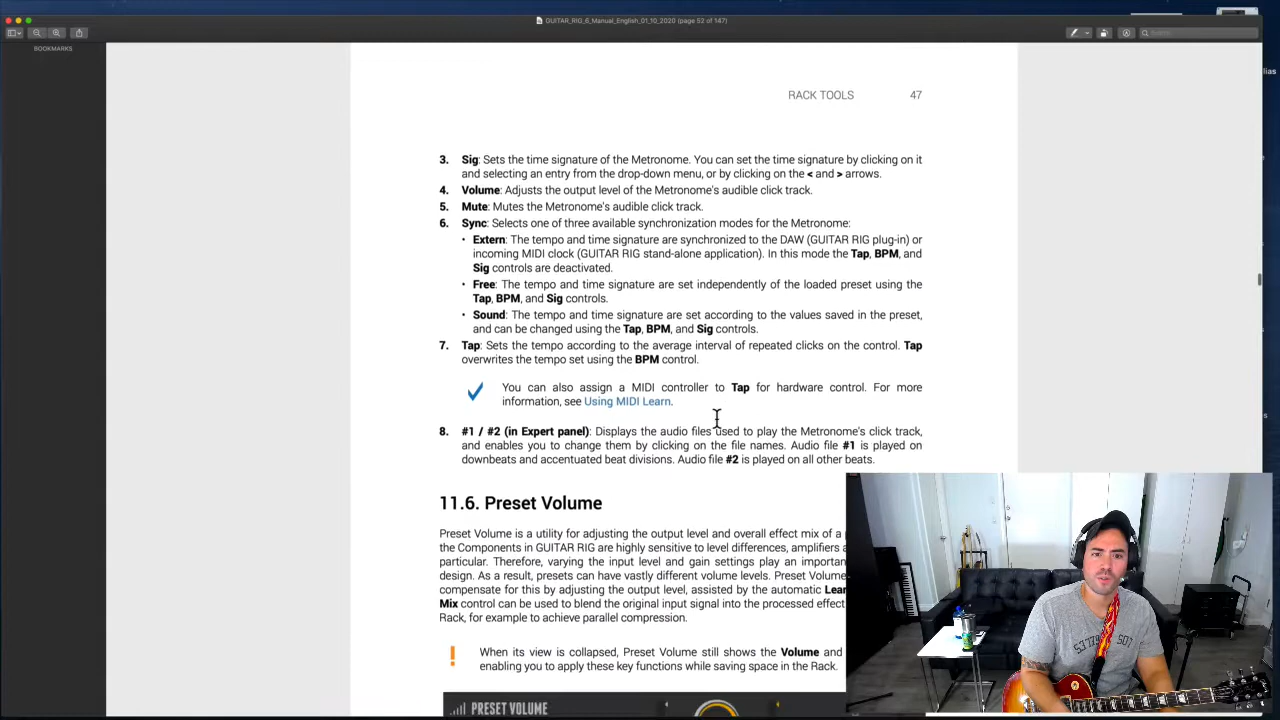 GUITAR_RIG_6_Manual_English_01_10_2020 (page 52 of 147)
Search
BOOKMARKS
RACK TOOLS 47
3. Sig: Sets the time signature of the Metronome. You can set the time signature by clicking on it
and selecting an entry from the drop-down menu, or by clicking on the < and > arrows.
4. Volume: Adjusts the output level of the Metronome's audible click track.
5. Mute: Mutes the Metronome's audible click track.
6. Sync: Selects one of three available synchronization modes for the Metronome:
• Extern: The tempo and time signature are synchronized to the DAW (GUITAR RIG plug-in) or
incoming MIDI clock (GUITAR RIG stand-alone application). In this mode the Tap, BPM, and
Sig controls are deactivated.
• Free: The tempo and time signature are set independently of the loaded preset using the
Tap, BPM, and Sig controls.
• Sound: The tempo and time signature are set according to the values saved in the preset,
and can be changed using the Tap, BPM, and Sig controls.
7. Tap: Sets the tempo according to the average interval of repeated clicks on the control. Tap
overwrites the tempo set using the BPM control.
You can also assign a MIDI controller to Tap for hardware control. For more
information, see Using MIDI Learn.
8. #1 / #2 (in Expert panel): Displays the audio files used to play the Metronome's click track,
and enables you to change them by clicking on the file names. Audio file #1 is played on
downbeats and accentuated beat divisions. Audio file #2 is played on all other beats.
11.6. Preset Volume
Preset Volume is a utility for adjusting the output level and overall effect mix of a
the Components in GUITAR RIG are highly sensitive to level differences, amplifiers
particular. Therefore, varying the input level and gain settings play an
design. As a result, presets can have vastly different volume levels. Preset Volume
compensate for this by adjusting the output level, assisted by the automatic
Mix control can be used to blend the original input signal into the processed
Rack, for example to achieve parallel compression.
! When its view is collapsed, Preset Volume still shows the Volume and
enabling you to apply these key functions while saving space in the Rack.
PRESET VOLUME